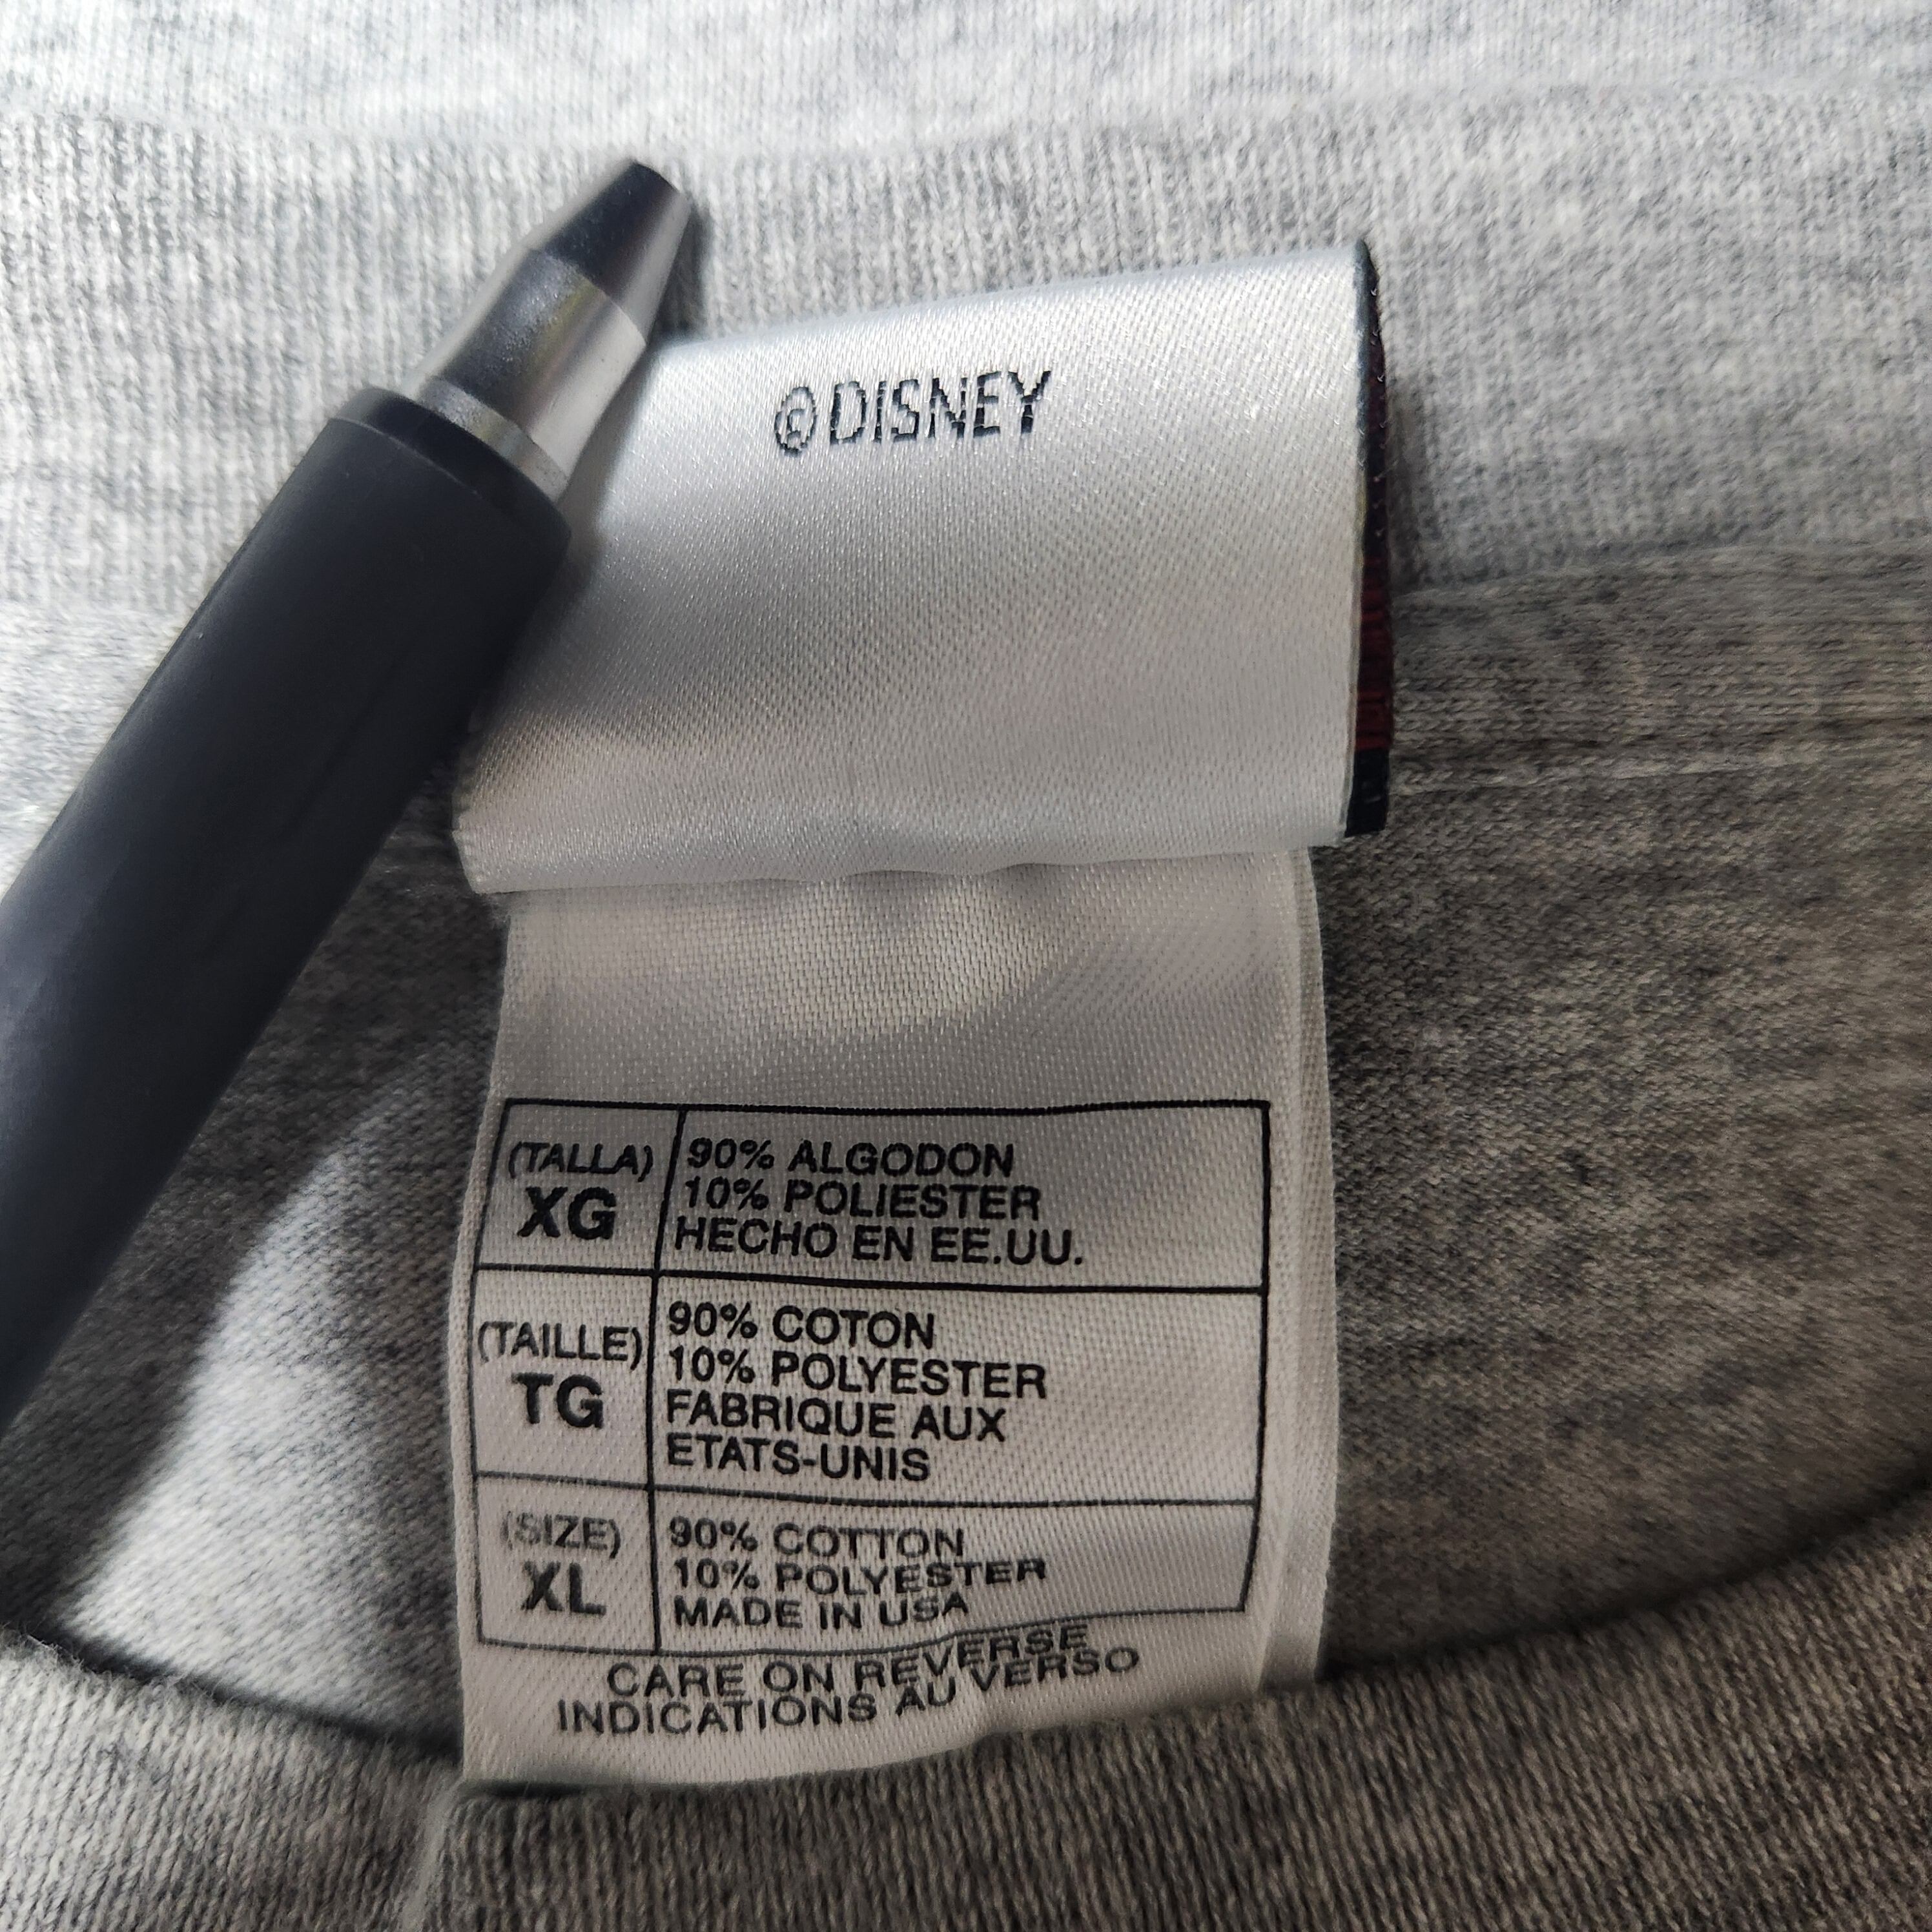 ©DISNEY
(TALLA)
XG
90% ALGODON
10% POLIESTER
HECHO EN EE.UU.
(TAILLE)
TG
90% COTON
10% POLYESTER
FABRIQUE AUX
ETATS-UNIS
(SIZE)
XL
90% COTTON
10% POLYESTER
MADE IN USA
CARE ON REVERSE
INDICATIONS AU VERSO